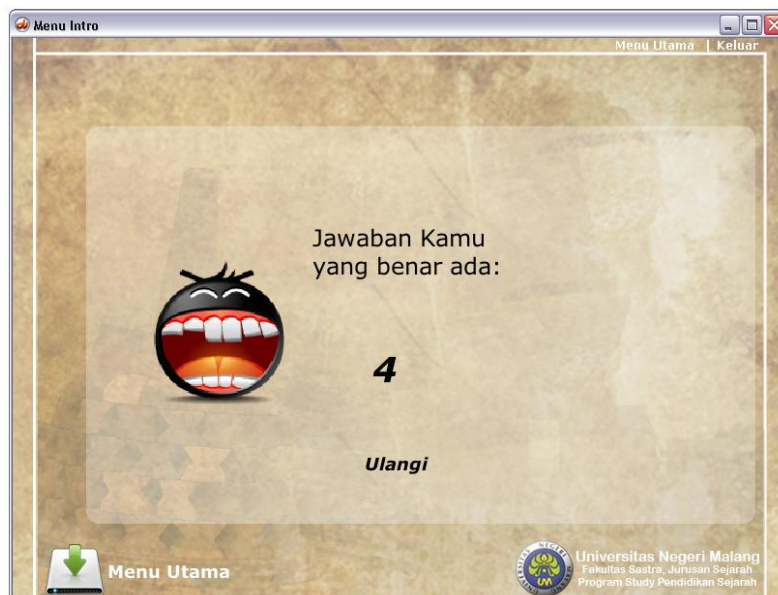 Menu Intro
Menu Utama | Keluar
Jawaban Kamu
yang benar ada:
4
Ulangi
Menu Utama
Universitas Negeri Malang
Fakultas Sastra, Jurusan Sejarah
Program Study Pendidikan Sejarah